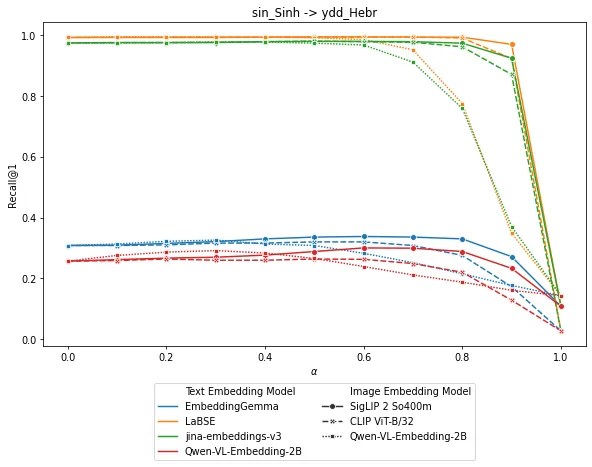 sin_Sinh -> ydd_Hebr
1.0
0.8
0.6
0.4
0.2
0.0
Recall@1
0.0 0.2 0.4 0.6 0.8 1.0
α
Text Embedding Model Image Embedding Model
EmbeddingGemma SigLIP 2 So400m
LaBSE CLIP ViT-B/32
jina-embeddings-v3 Qwen-VL-Embedding-2B
Qwen-VL-Embedding-2B